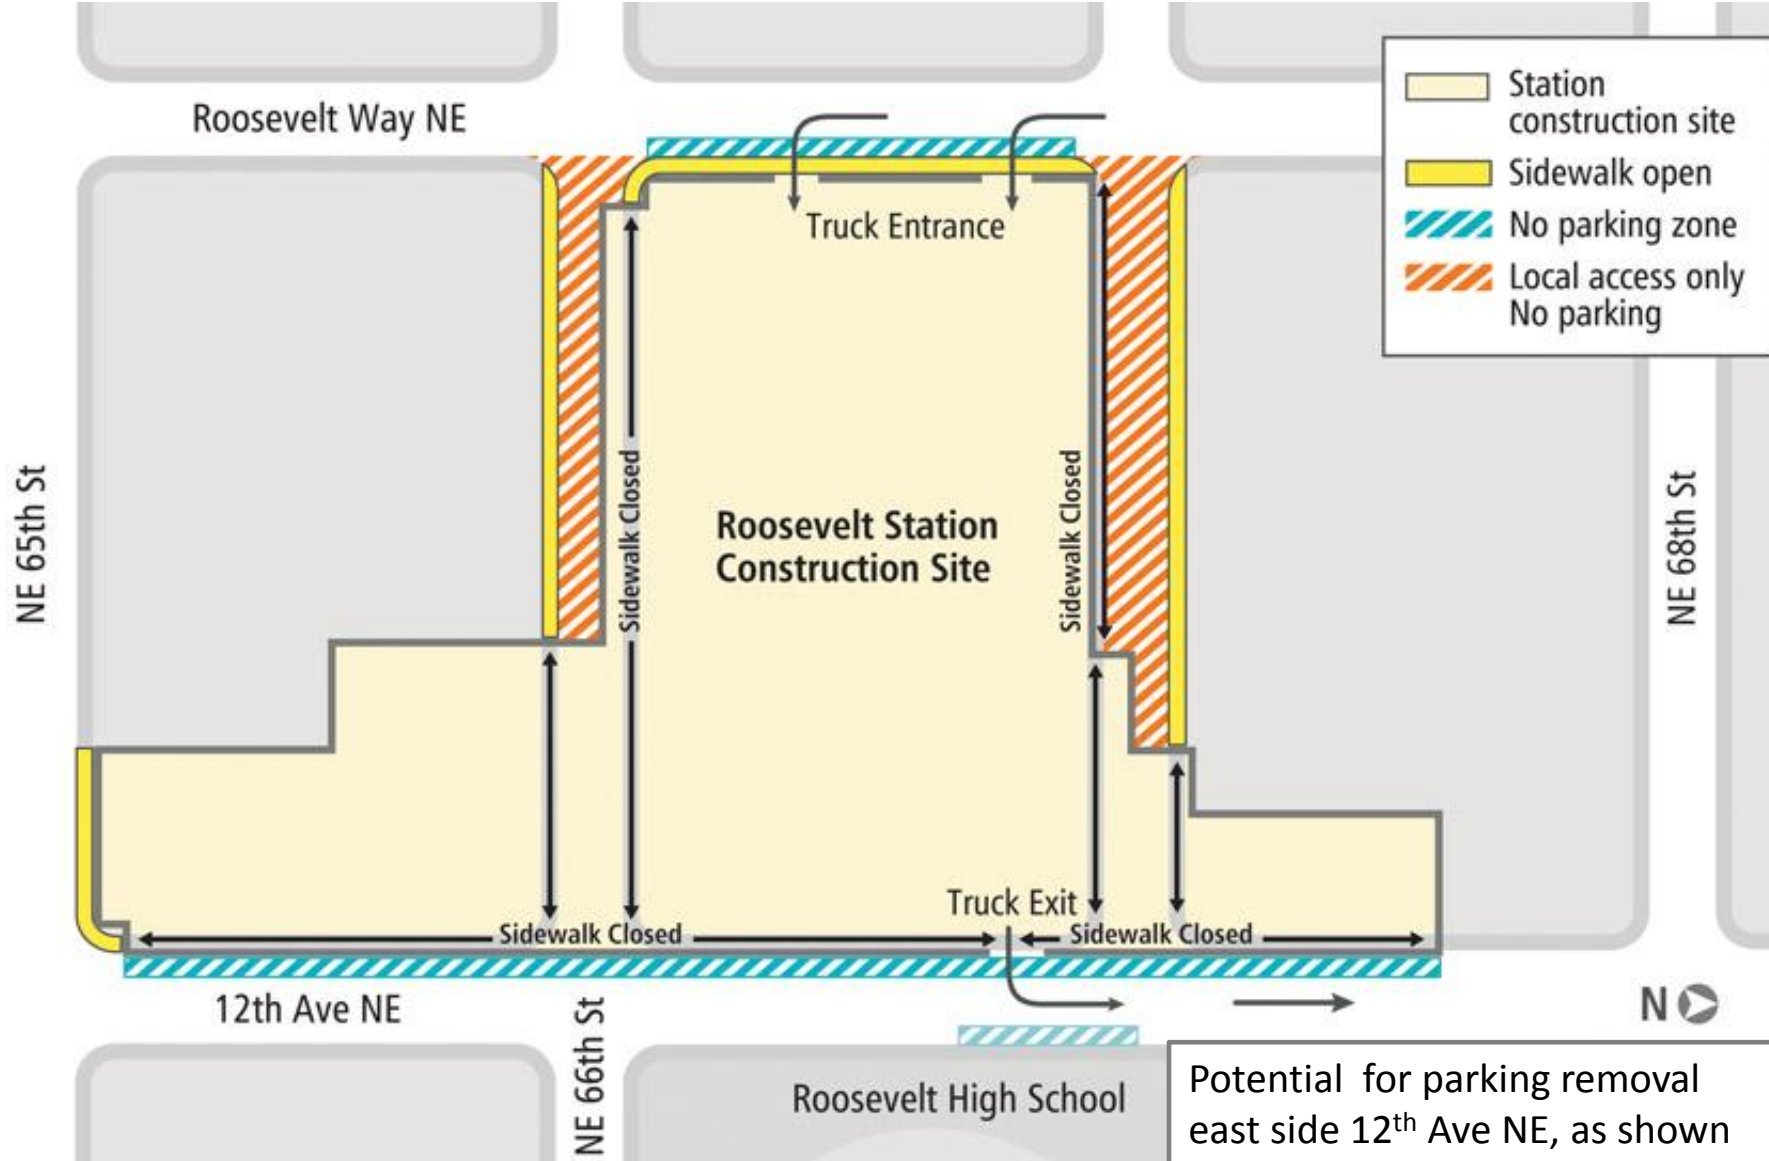 Roosevelt Way NE
Station
construction site
Sidewalk open
No parking zone
Local access only
No parking
Truck Entrance
NE 65th St
Sidewalk Closed
Roosevelt Station
Construction Site
Sidewalk Closed
NE 68th St
Truck Exit
Sidewalk Closed
Sidewalk Closed
12th Ave NE
NE 66th St
N
Roosevelt High School
Potential for parking removal
east side 12th Ave NE, as shown